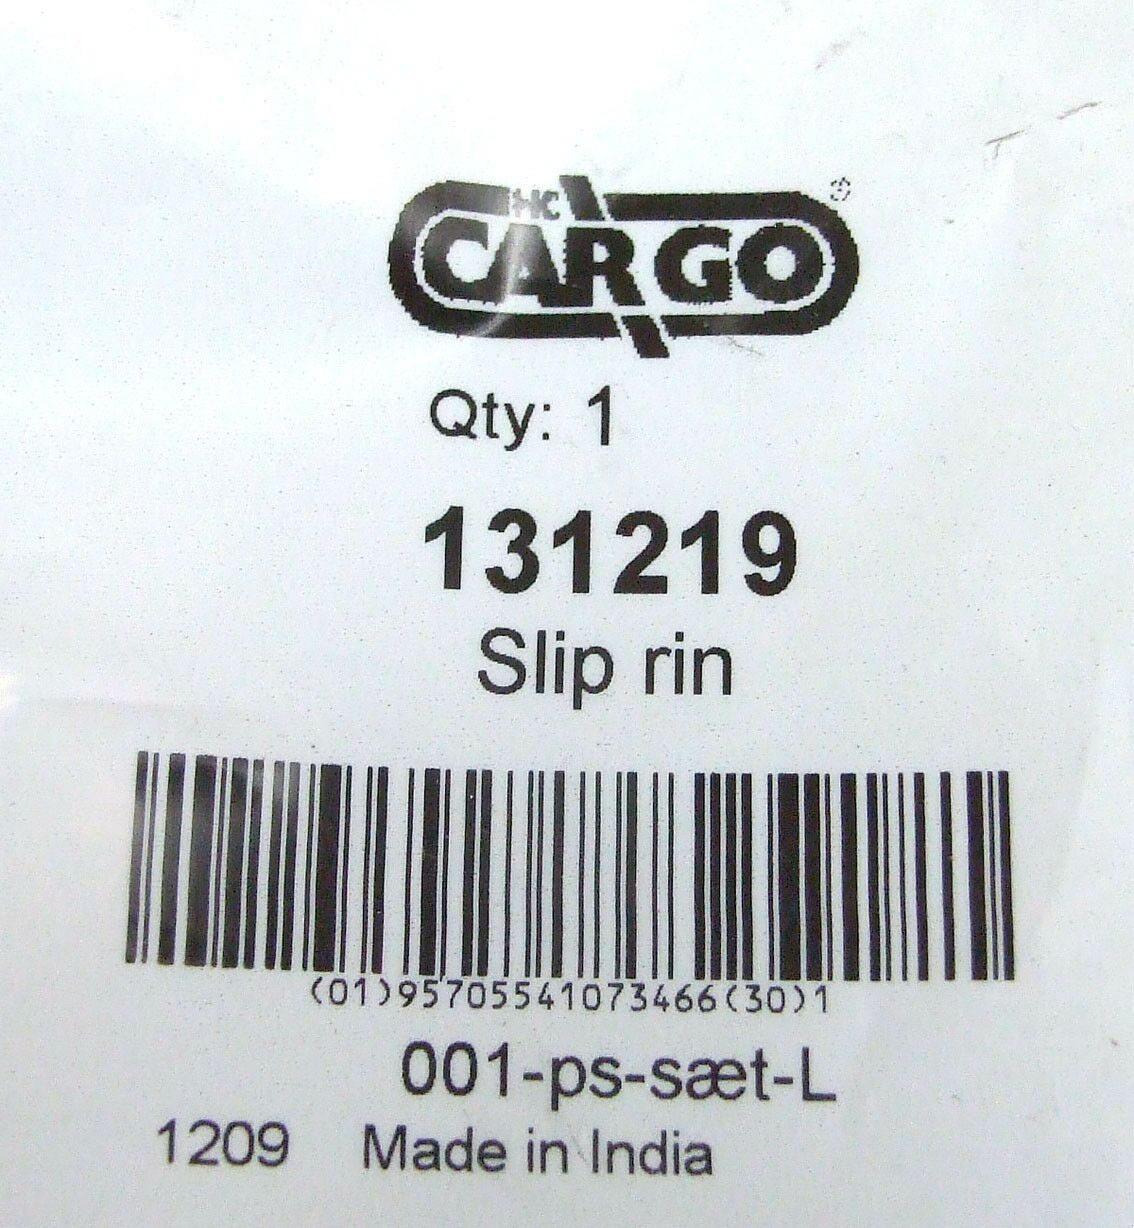 HC
CARGO ®
Qty: 1
131219
Slip rin
(01)95705541073466(30)1
001-ps-sæt-L
1209 Made in India